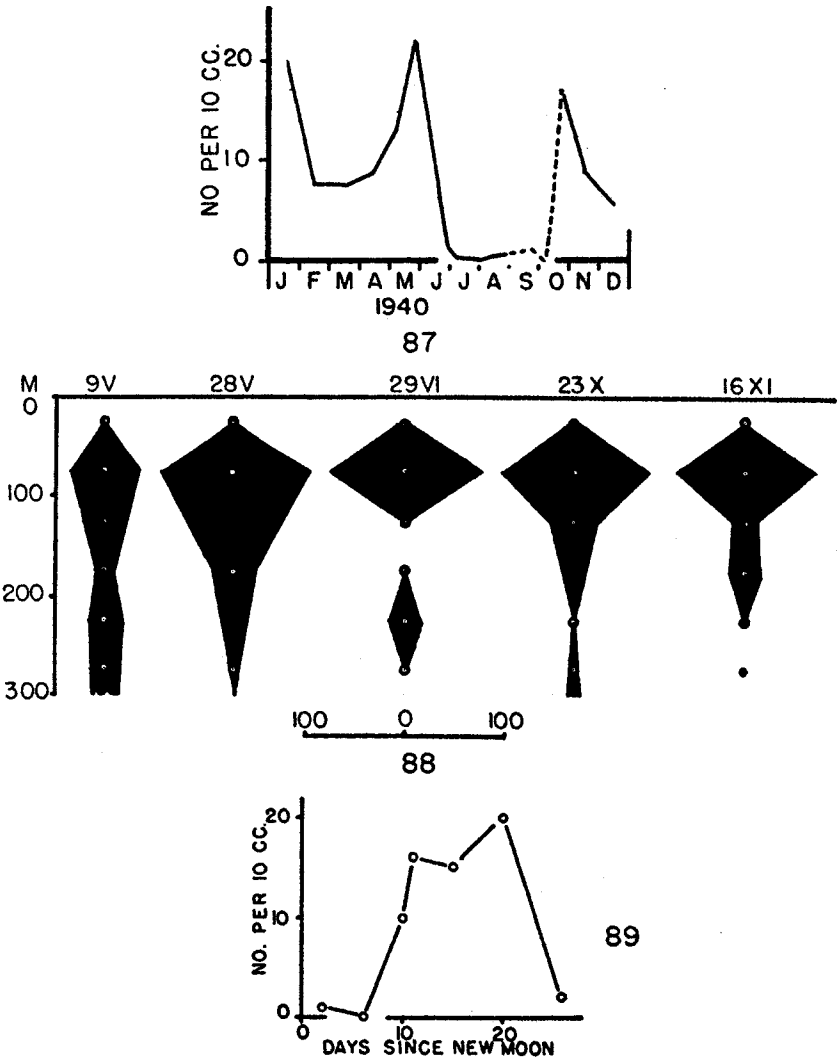 NO PER 10 CC.
20
10
0
J F M A M J J A S O N D
1940
87
M 9V 28V 29VI 23X 16XI
0
100
200
300
100 0 100
88
NO. PER 10 CC.
20
10
0
89
0 10 20
DAYS SINCE NEW MOON